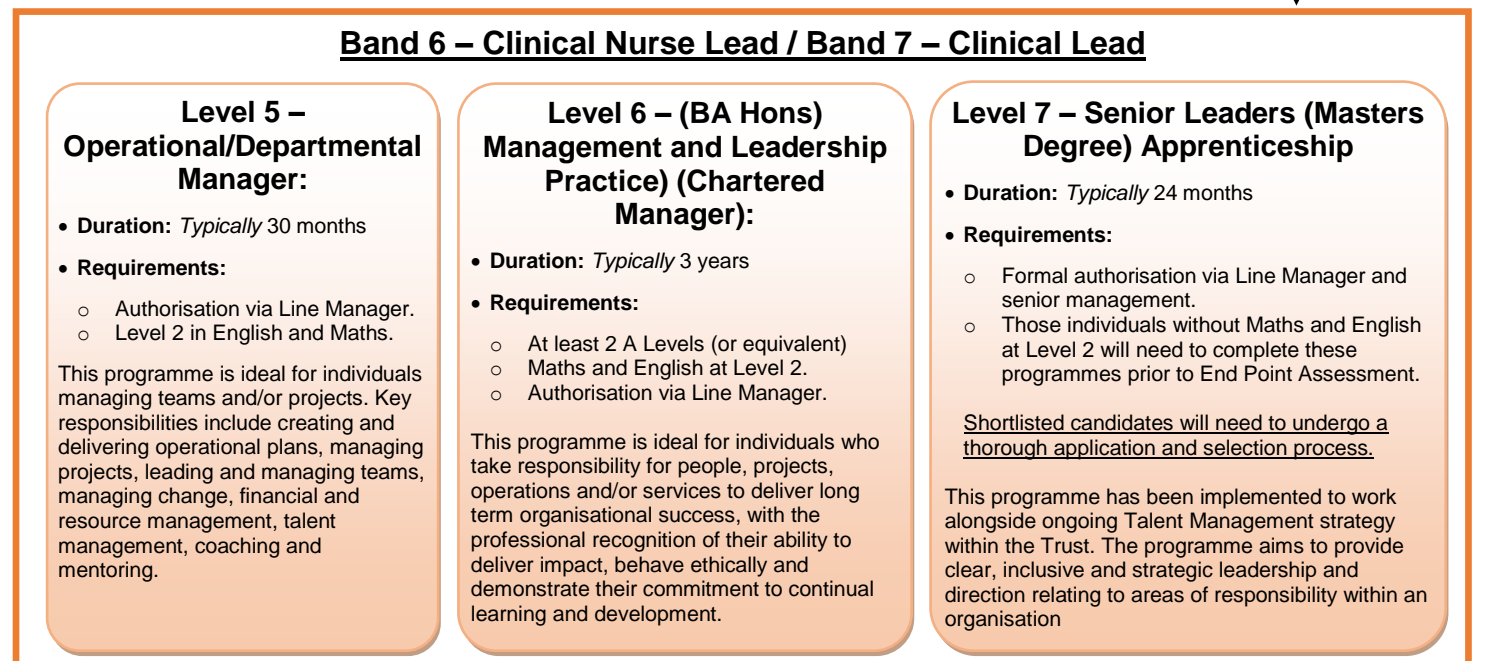 Band 6 – Clinical Nurse Lead / Band 7 – Clinical Lead
Level 5 –
Operational/Departmental
Manager:
• Duration: Typically 30 months
• Requirements:
o Authorisation via Line Manager.
o Level 2 in English and Maths.
This programme is ideal for individuals
managing teams and/or projects. Key
responsibilities include creating and
delivering operational plans, managing
projects, leading and managing teams,
managing change, financial and
resource management, talent
management, coaching and
mentoring.
Level 6 – (BA Hons)
Management and Leadership
Practice) (Chartered
Manager):
• Duration: Typically 3 years
• Requirements:
o At least 2 A Levels (or equivalent)
o Maths and English at Level 2.
o Authorisation via Line Manager.
This programme is ideal for individuals who
take responsibility for people, projects,
operations and/or services to deliver long
term organisational success, with the
professional recognition of their ability to
deliver impact, behave ethically and
demonstrate their commitment to continual
learning and development.
Level 7 – Senior Leaders (Masters
Degree) Apprenticeship
• Duration: Typically 24 months
• Requirements:
o Formal authorisation via Line Manager and
senior management.
o Those individuals without Maths and English
at Level 2 will need to complete these
programmes prior to End Point Assessment.
Shortlisted candidates will need to undergo a
thorough application and selection process.
This programme has been implemented to work
alongside ongoing Talent Management strategy
within the Trust. The programme aims to provide
clear, inclusive and strategic leadership and
direction relating to areas of responsibility within an
organisation